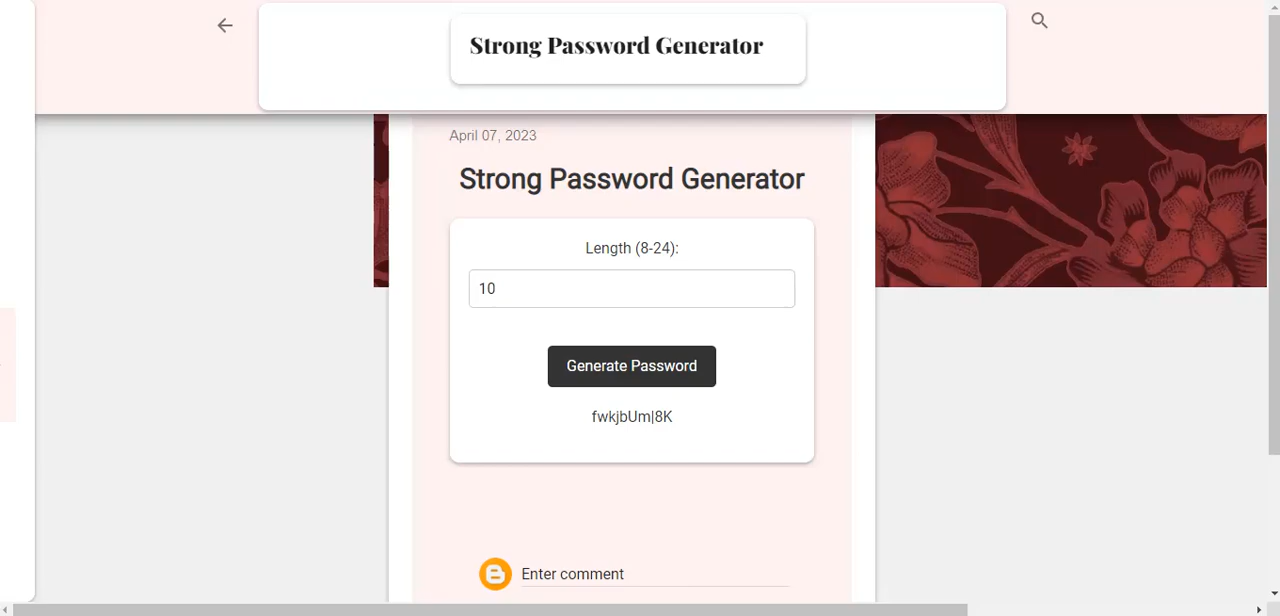 Strong Password Generator
April 07, 2023
Strong Password Generator
Length (8-24):
10
Generate Password
fwkjbUm|8K
Enter comment